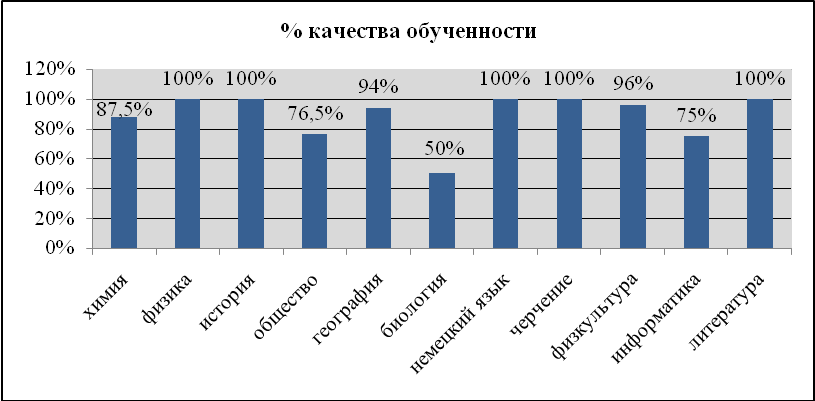 % качества обученности
120%
100%
80%
60%
40%
20%
0%
87,5%
100%
100%
76,5%
94%
50%
100%
100%
96%
75%
100%
химия
физика
история
общество
география
биология
немецкий язык
черчение
физкультура
информатика
литература